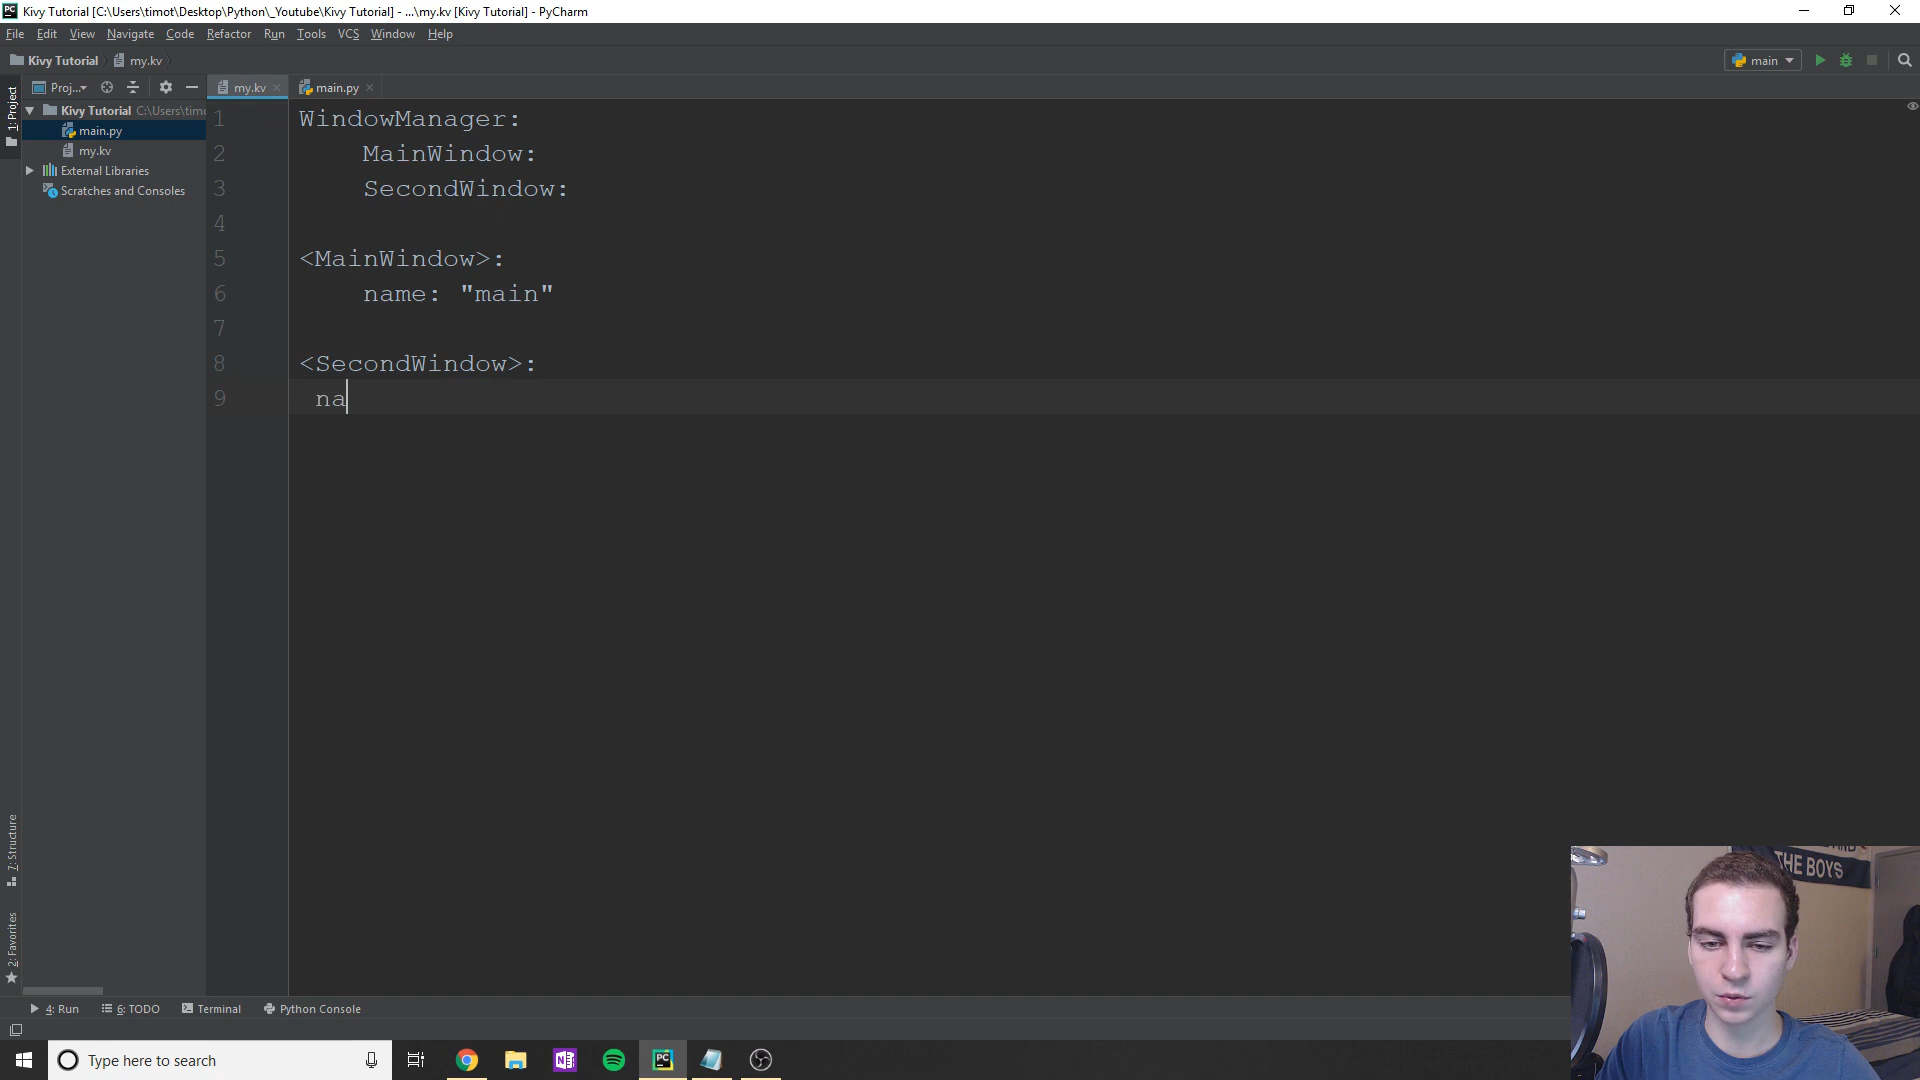 Kivy Tutorial [C:\Users\timot\Desktop\Python\_Youtube\Kivy Tutorial] - ...\my.kv [Kivy Tutorial] - PyCharm
File Edit View Navigate Code Refactor Run Tools VCS Window Help
Kivy Tutorial my.kv main
1: Project
Proj... my.kv main.py
Kivy Tutorial C:\Users\timo
main.py
my.kv
External Libraries
Scratches and Consoles
1 WindowManager:
2 MainWindow:
3 SecondWindow:
4
5 <MainWindow>:
6 name: "main"
7
8 <SecondWindow>:
9 na
7: Structure
2: Favorites
THE BOYS
4: Run 6: TODO Terminal Python Console
Type here to search